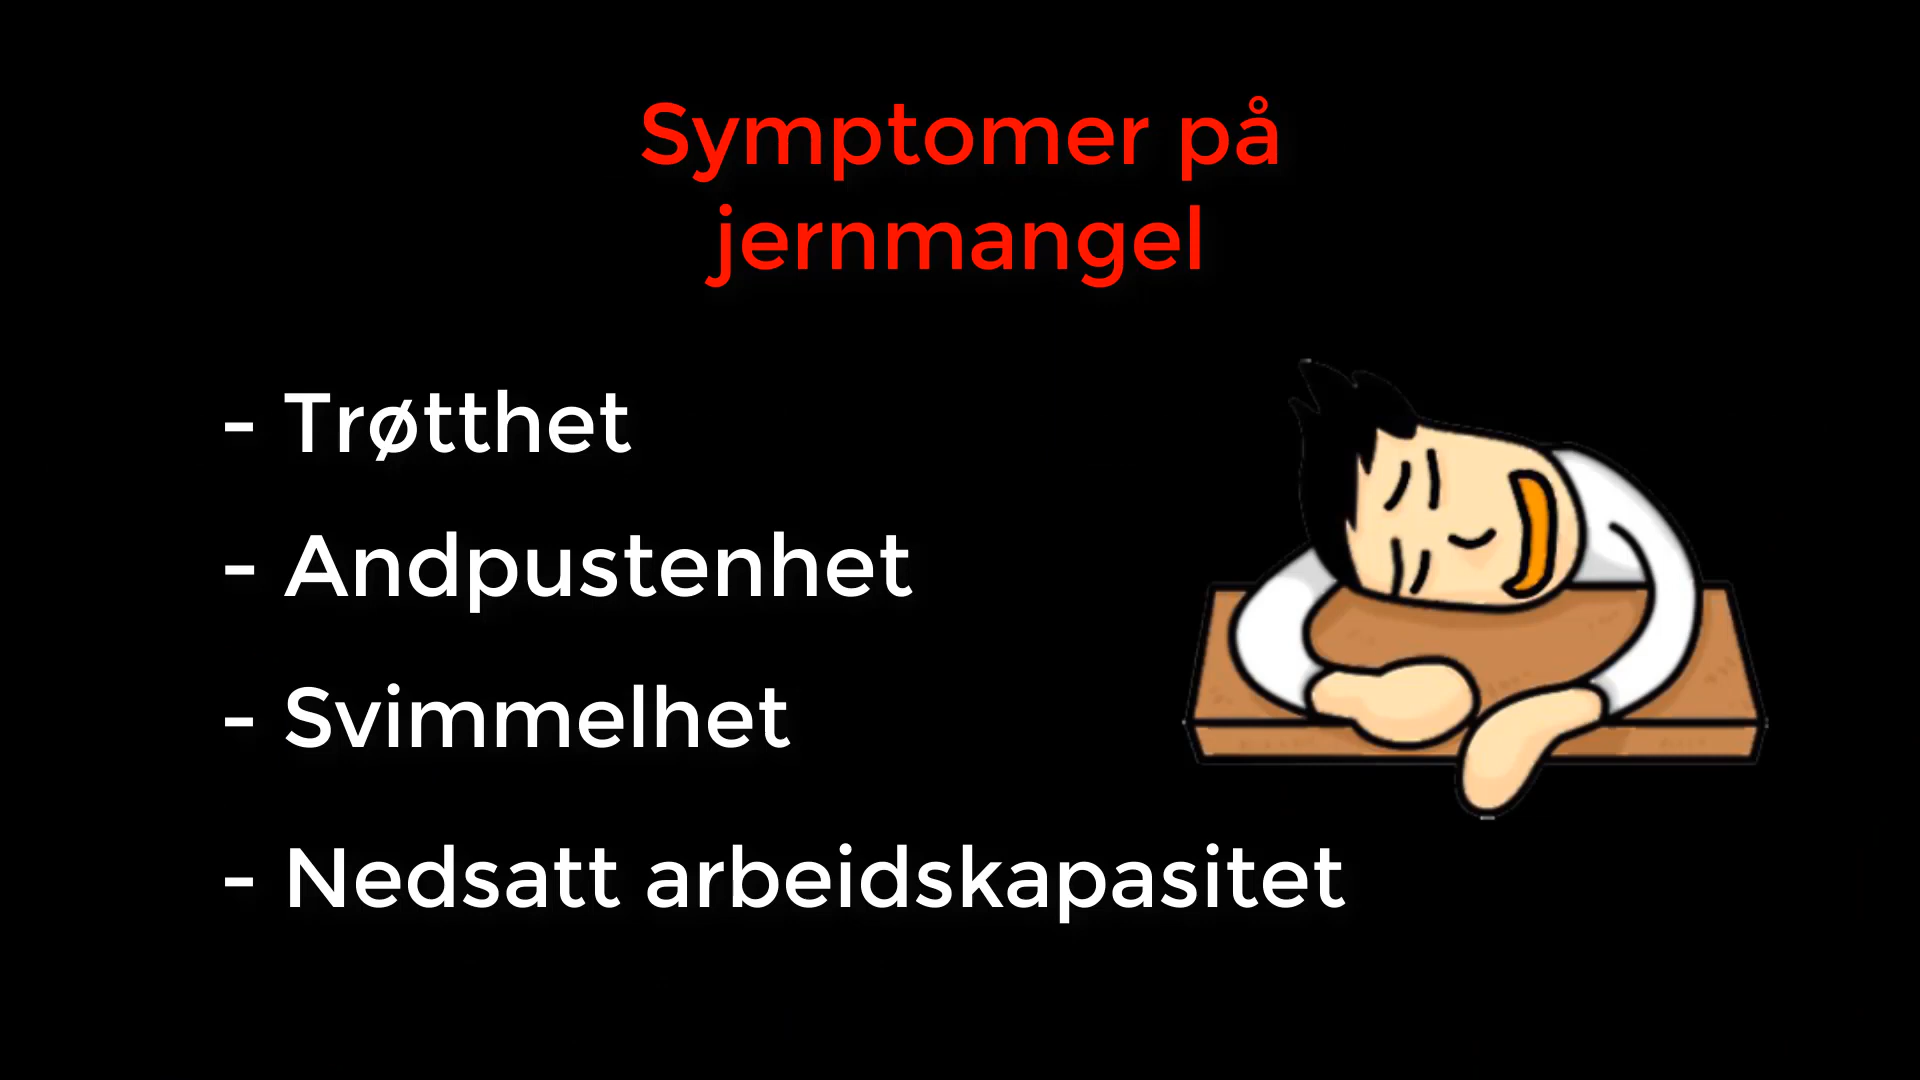 Symptomer på
jernmangel
- Trøtthet
- Andpustenhet
- Svimmelhet
- Nedsatt arbeidskapasitet